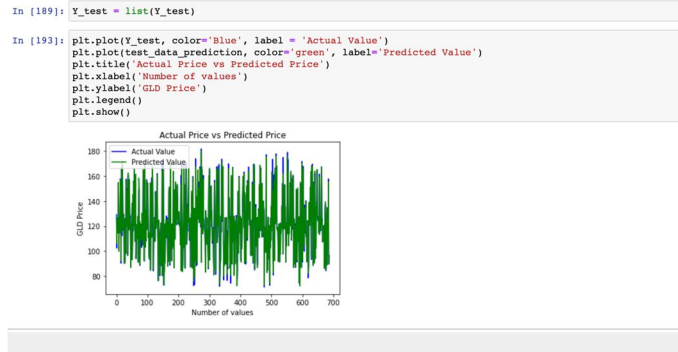 In [189]: Y_test = list(Y_test)
In [193]: plt.plot(Y_test, color='Blue', label = 'Actual Value')
plt.plot(test_data_prediction, color='green', label='Predicted Value')
plt.title('Actual Price vs Predicted Price')
plt.xlabel('Number of values')
plt.ylabel('GLD Price')
plt.legend()
plt.show()
Actual Price vs Predicted Price
Actual Value
Predicted Value
GLD Price
180
160
140
120
100
80
0 100 200 300 400 500 600 700
Number of values